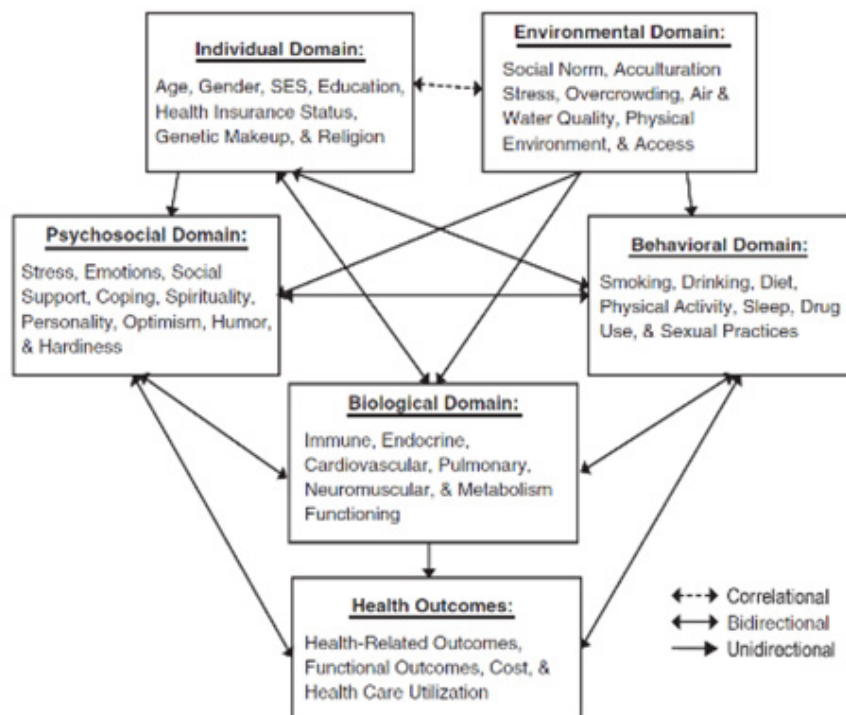 Individual Domain:
Age, Gender, SES, Education,
Health Insurance Status,
Genetic Makeup, & Religion
Environmental Domain:
Social Norm, Acculturation
Stress, Overcrowding, Air &
Water Quality, Physical
Environment, & Access
Psychosocial Domain:
Stress, Emotions, Social
Support, Coping, Spirituality,
Personality, Optimism, Humor,
& Hardiness
Behavioral Domain:
Smoking, Drinking, Diet,
Physical Activity, Sleep, Drug
Use, & Sexual Practices
Biological Domain:
Immune, Endocrine,
Cardiovascular, Pulmonary,
Neuromuscular, & Metabolism
Functioning
Health Outcomes:
Health-Related Outcomes,
Functional Outcomes, Cost, &
Health Care Utilization
Correlational
Bidirectional
Unidirectional